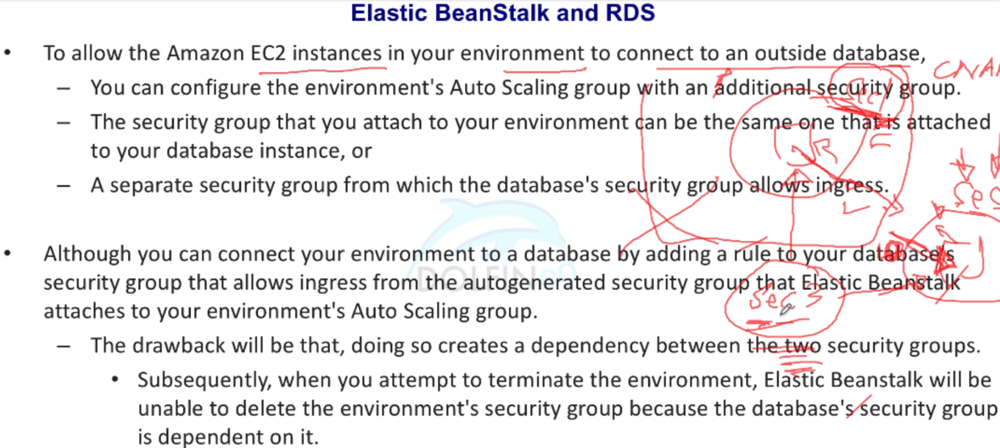 Elastic BeanStalk and RDS
• To allow the Amazon EC2 instances in your environment to connect to an outside database,
CNA
– You can configure the environment's Auto Scaling group with an additional security group.
Sec1
– The security group that you attach to your environment can be the same one that is attached
to your database instance, or
– A separate security group from which the database's security group allows ingress.
Sec
DOLFINED
• Although you can connect your environment to a database by adding a rule to your database's
security group that allows ingress from the autogenerated security group that Elastic Beanstalk
Sec3
attaches to your environment's Auto Scaling group.
– The drawback will be that, doing so creates a dependency between the two security groups.
• Subsequently, when you attempt to terminate the environment, Elastic Beanstalk will be
unable to delete the environment's security group because the database's security group
is dependent on it.